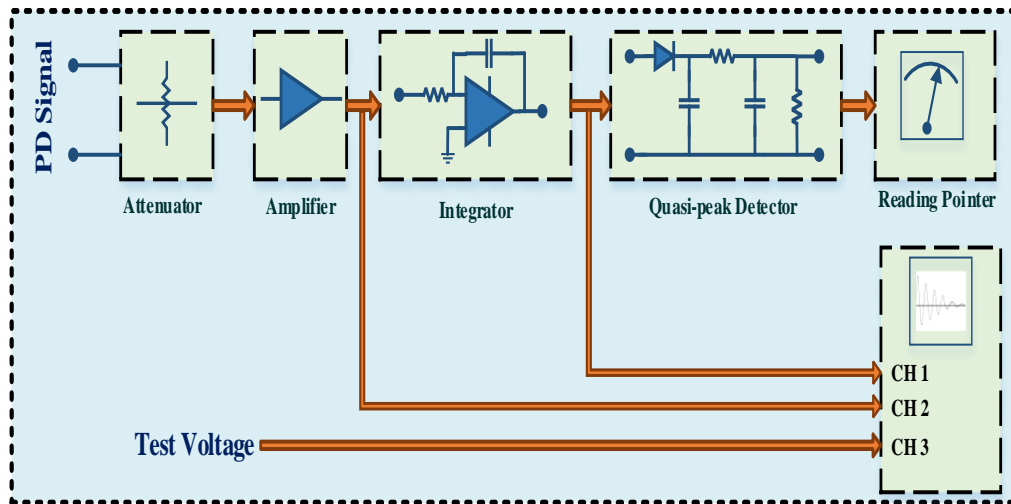 PD Signal
Attenuator
Amplifier
Integrator
Quasi-peak Detector
Reading Pointer
CH 1
CH 2
Test Voltage
CH 3